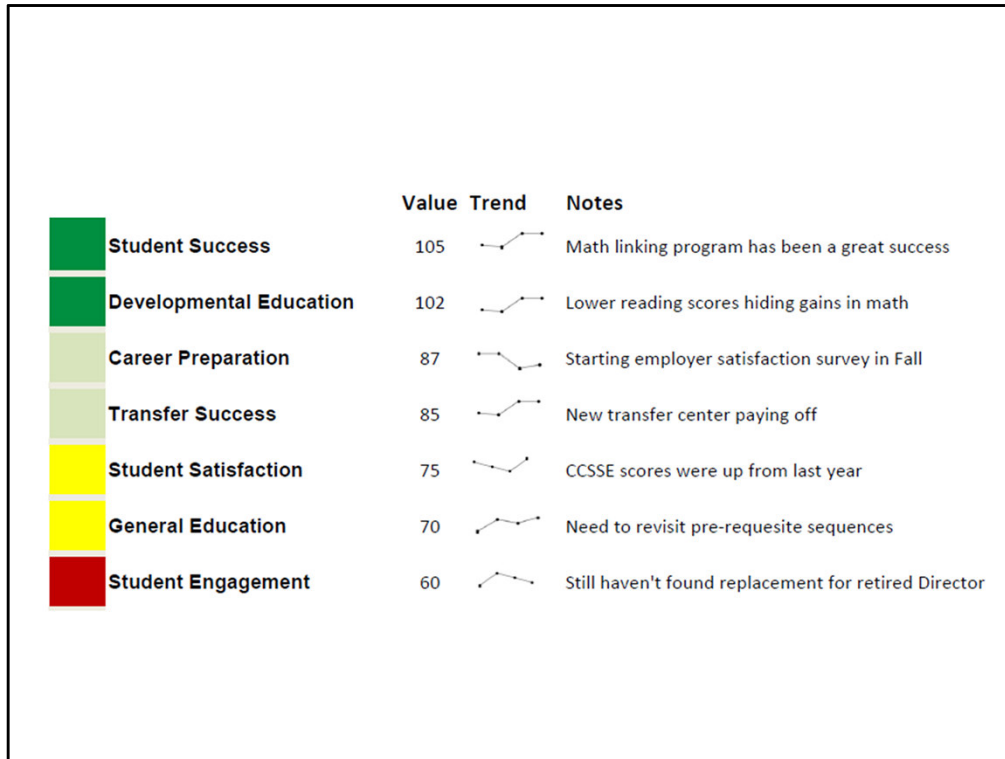 Value Trend Notes
Student Success 105 Math linking program has been a great success
Developmental Education 102 Lower reading scores hiding gains in math
Career Preparation 87 Starting employer satisfaction survey in Fall
Transfer Success 85 New transfer center paying off
Student Satisfaction 75 CCSSE scores were up from last year
General Education 70 Need to revisit pre-requesite sequences
Student Engagement 60 Still haven't found replacement for retired Director